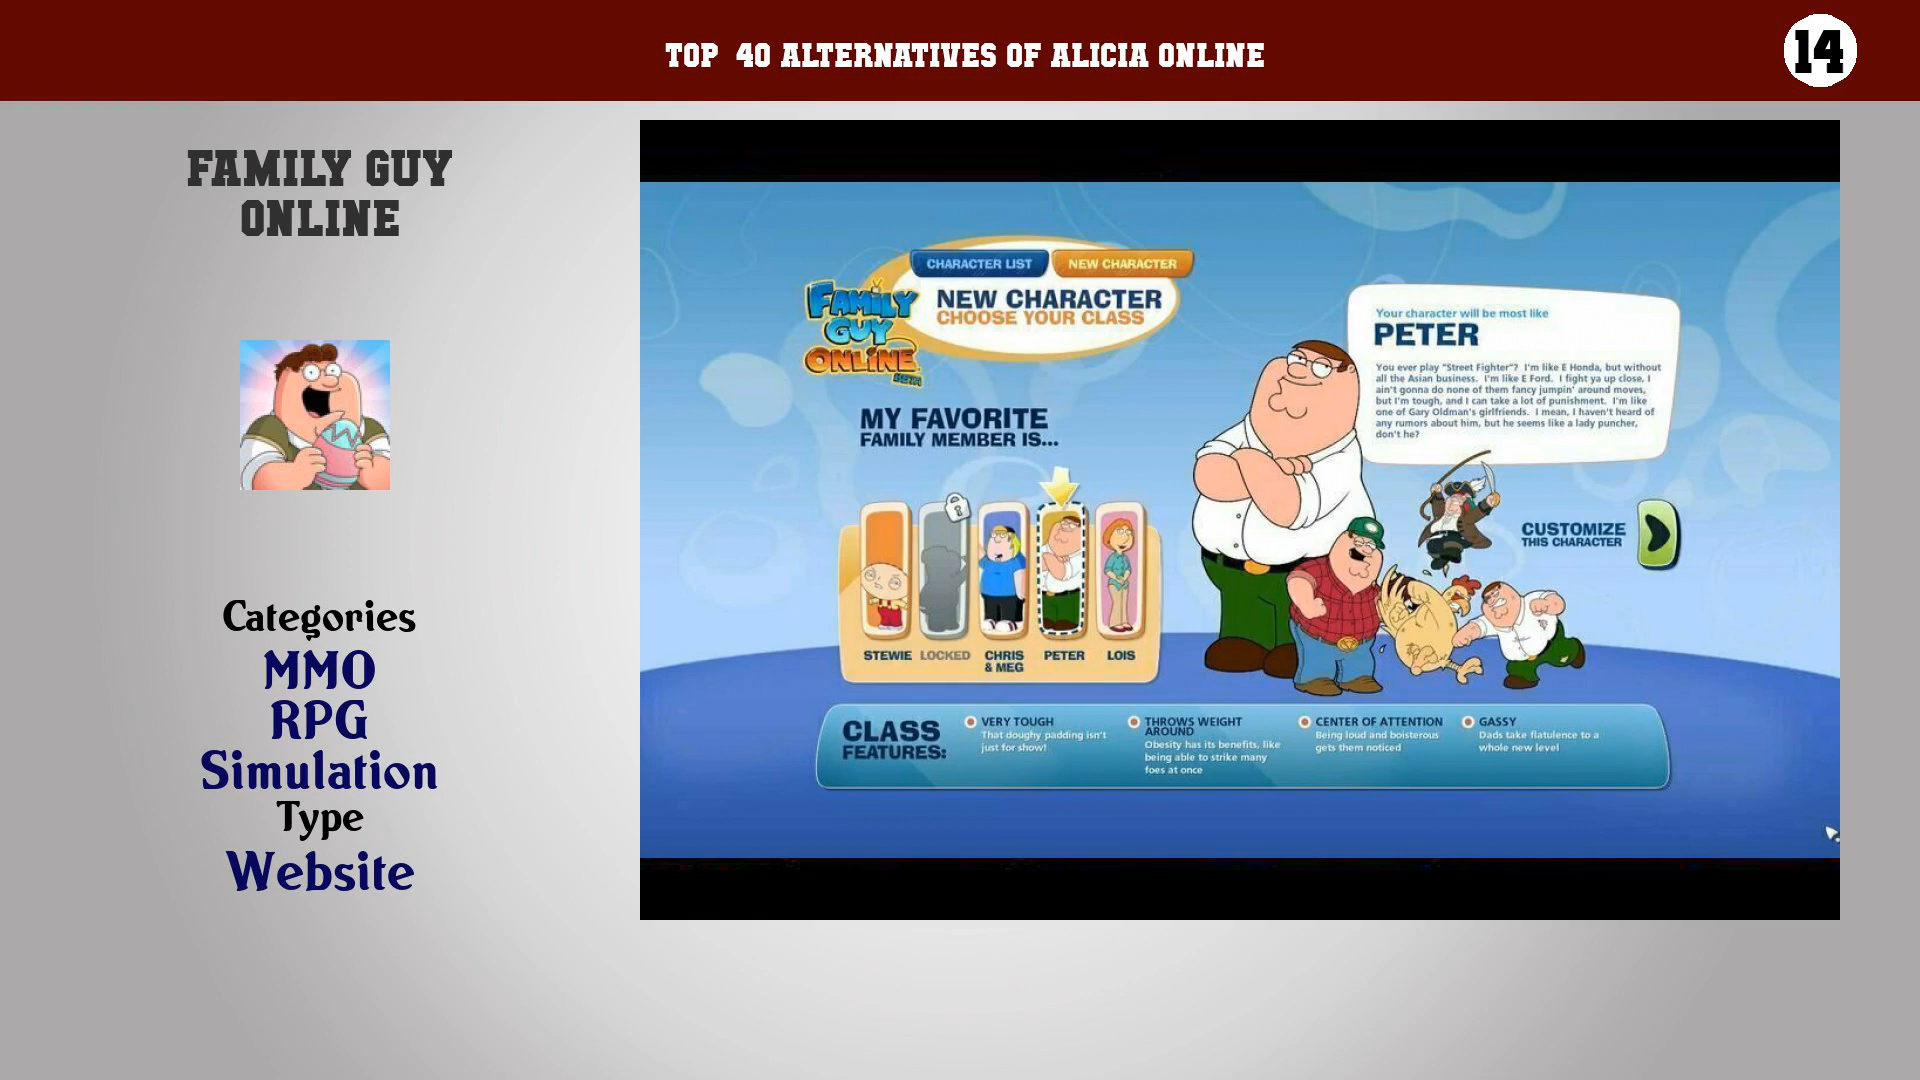 TOP 40 ALTERNATIVES OF ALICIA ONLINE
14
FAMILY GUY
ONLINE
Categories
MMO
RPG
Simulation
Type
Website
CHARACTER LIST
NEW CHARACTER
FAMILY
GUY
ONLINE
BETA
NEW CHARACTER
CHOOSE YOUR CLASS
MY FAVORITE
FAMILY MEMBER IS...
STEWIE
LOCKED
CHRIS
& MEG
PETER
LOIS
Your character will be most like
PETER
You ever play "Street Fighter"? I'm like E Honda, but without
all the Asian business. I'm like E Ford. I fight ya up close, I
ain't gonna do none of them fancy jumpin' around moves,
but I'm tough, and I can take a lot of punishment. I'm like
one of Gary Oldman's girlfriends. I mean, I haven't heard of
any rumors about him, but he seems like a lady puncher,
don't he?
CUSTOMIZE
THIS CHARACTER
CLASS
FEATURES:
VERY TOUGH
That doughy padding isn't
just for show!
THROWS WEIGHT
AROUND
Obesity has its benefits, like
being able to strike many
foes at once
CENTER OF ATTENTION
Being loud and boisterous
gets them noticed
GASSY
Dads take flatulence to a
whole new level